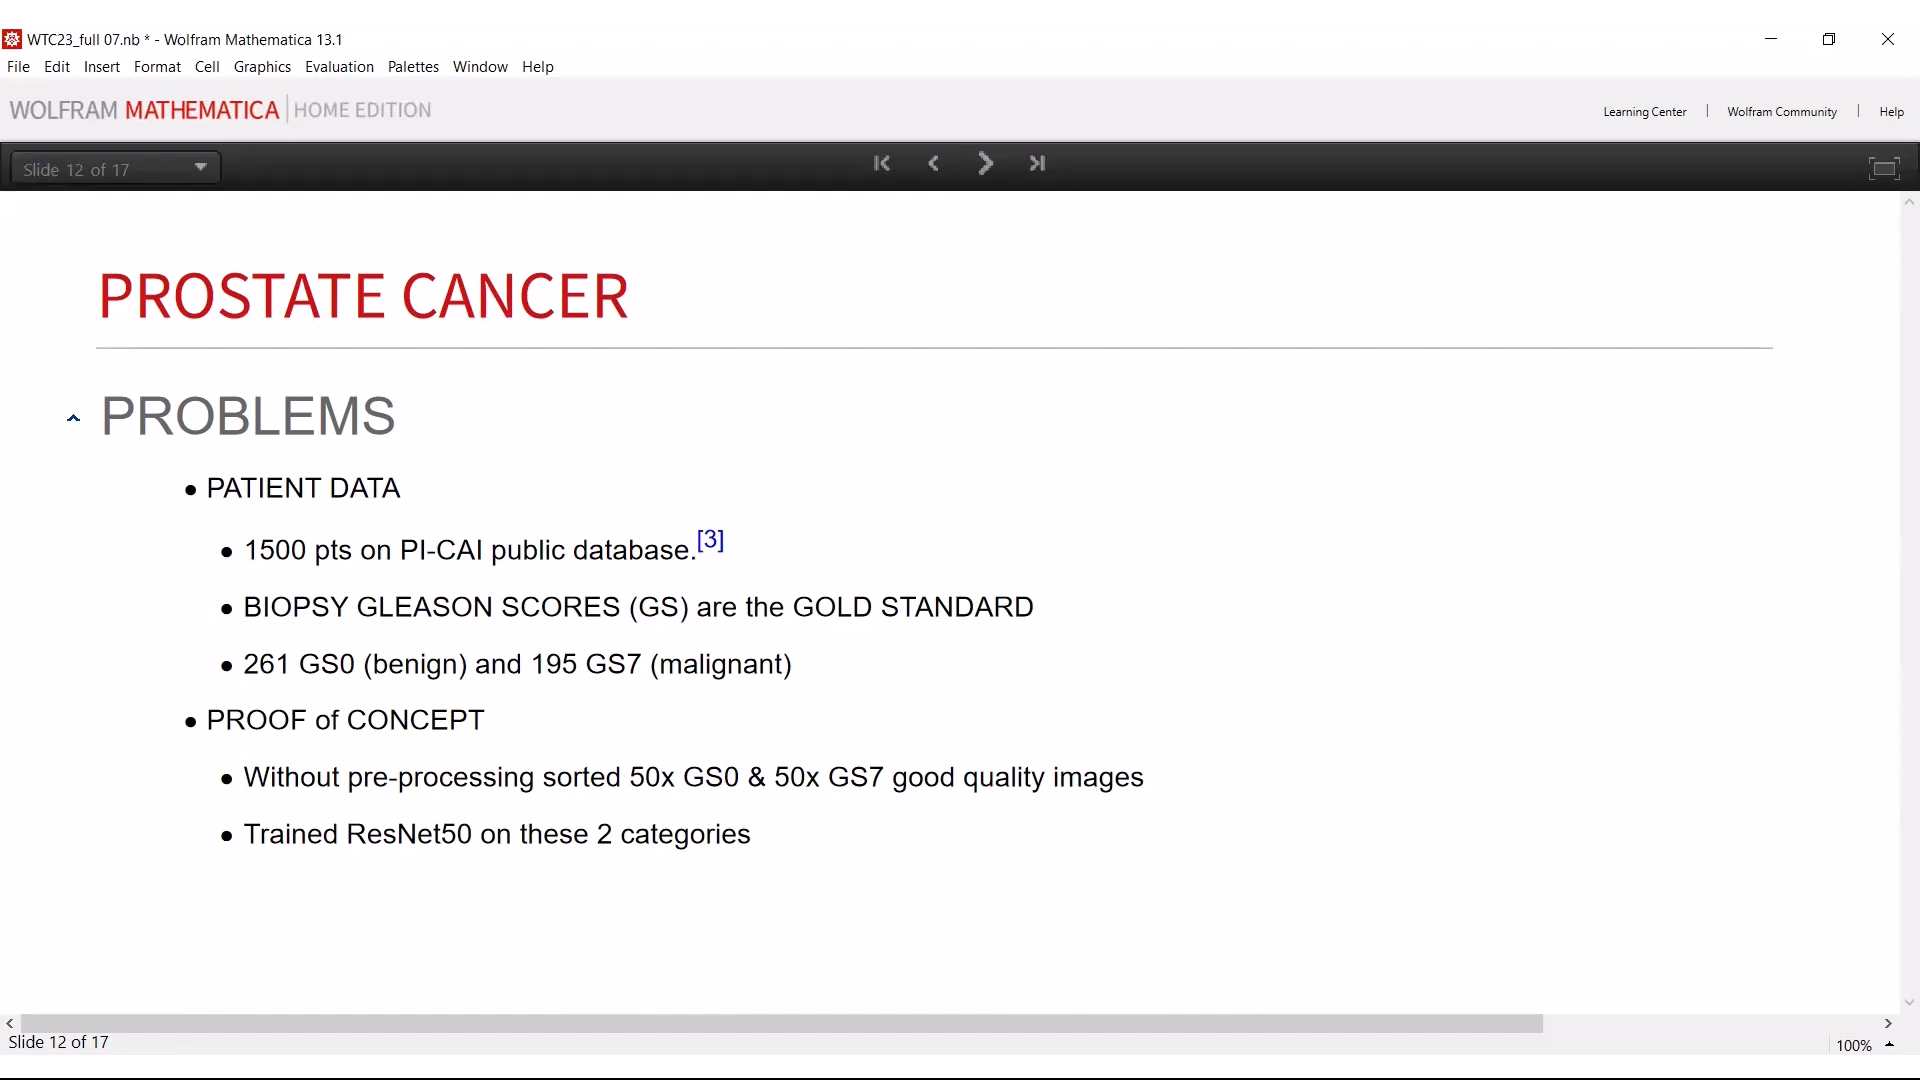 WTC23_full 07.nb * - Wolfram Mathematica 13.1
File Edit Insert Format Cell Graphics Evaluation Palettes Window Help
WOLFRAM MATHEMATICA | HOME EDITION
Learning Center | Wolfram Community | Help
Slide 12 of 17
PROSTATE CANCER
PROBLEMS
• PATIENT DATA
• 1500 pts on PI-CAI public database.[3]
• BIOPSY GLEASON SCORES (GS) are the GOLD STANDARD
• 261 GS0 (benign) and 195 GS7 (malignant)
• PROOF of CONCEPT
• Without pre-processing sorted 50x GS0 & 50x GS7 good quality images
• Trained ResNet50 on these 2 categories
Slide 12 of 17
100%